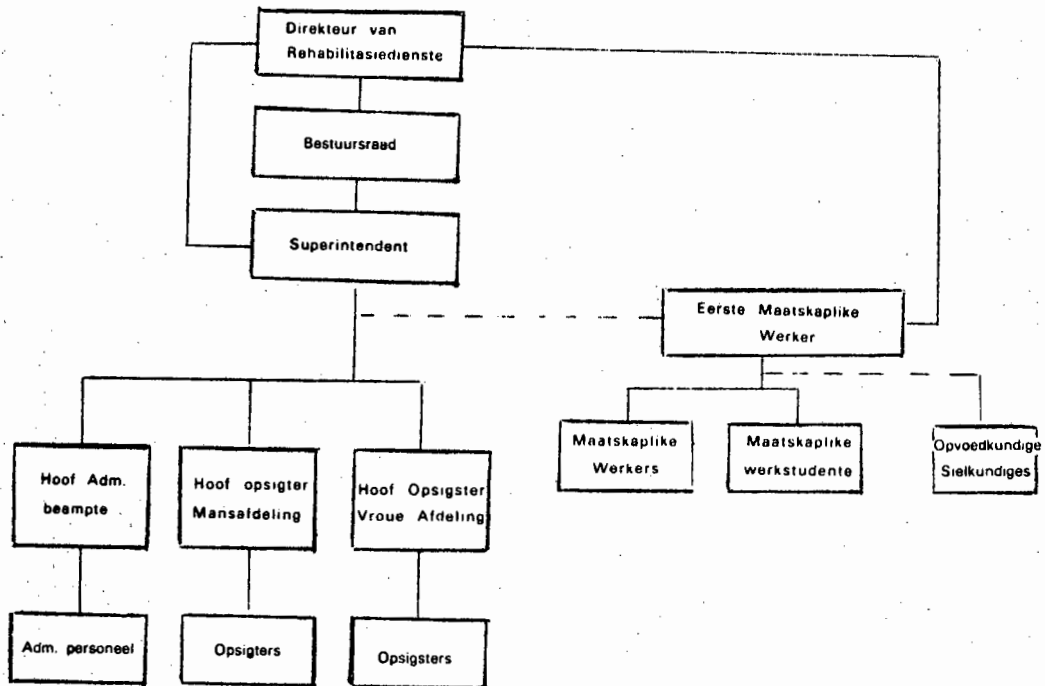 Direkteur van
Rehabilitasiedienste
Bestuursraad
Superintendent
Eerste Maatskaplike
Werker
Maatskaplike
Werkers
Maatskaplike
werkstudente
Opvoedkundige
Sielkundiges
Hoof Adm.
beampte
Hoof opsigter
Mansafdeling
Hoof Opsigster
Vroue Afdeling
Adm. personeel
Opsigters
Opsigsters